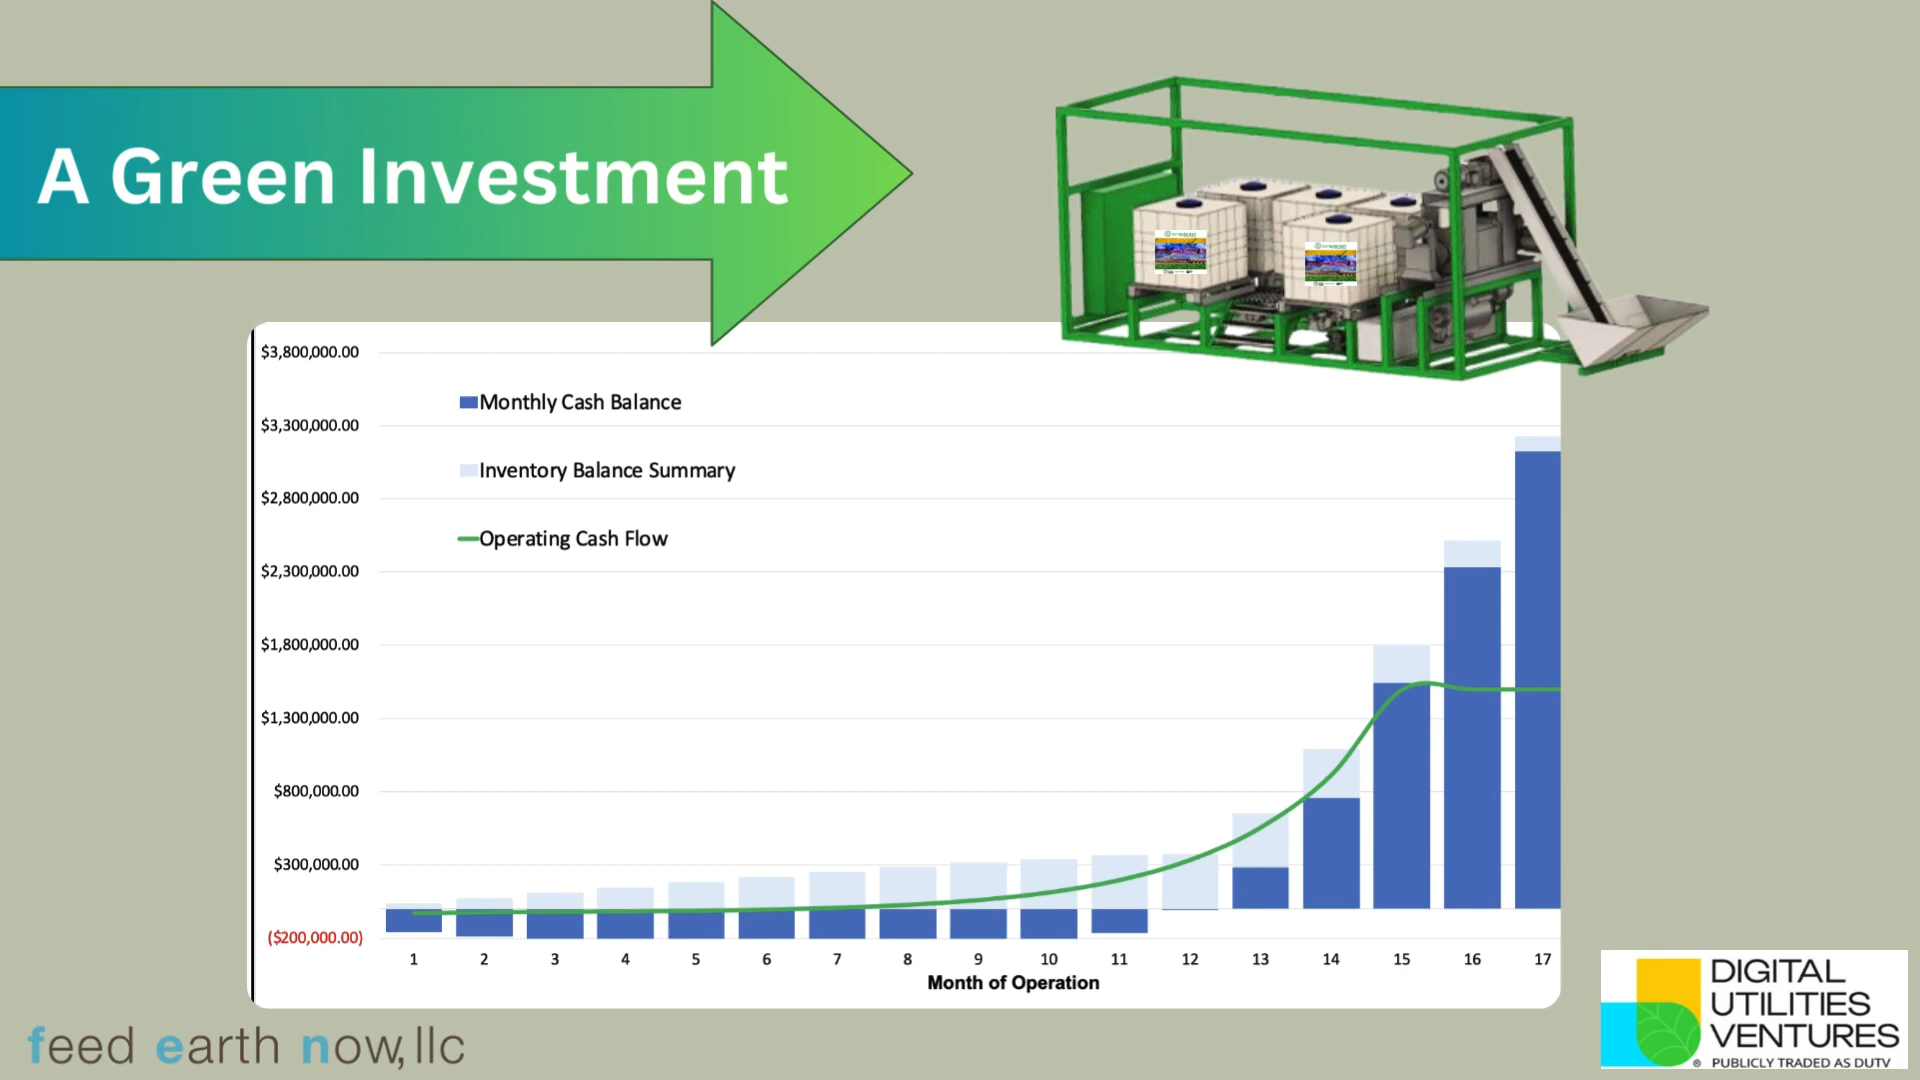 A Green Investment
$3,800,000.00
$3,300,000.00
$2,800,000.00
$2,300,000.00
$1,800,000.00
$1,300,000.00
$800,000.00
$300,000.00
($200,000.00)
Monthly Cash Balance
Inventory Balance Summary
Operating Cash Flow
1 2 3 4 5 6 7 8 9 10 11 12 13 14 15 16 17
Month of Operation
feed earth now, llc
DIGITAL
UTILITIES
VENTURES
® PUBLICLY TRADED AS DUTV